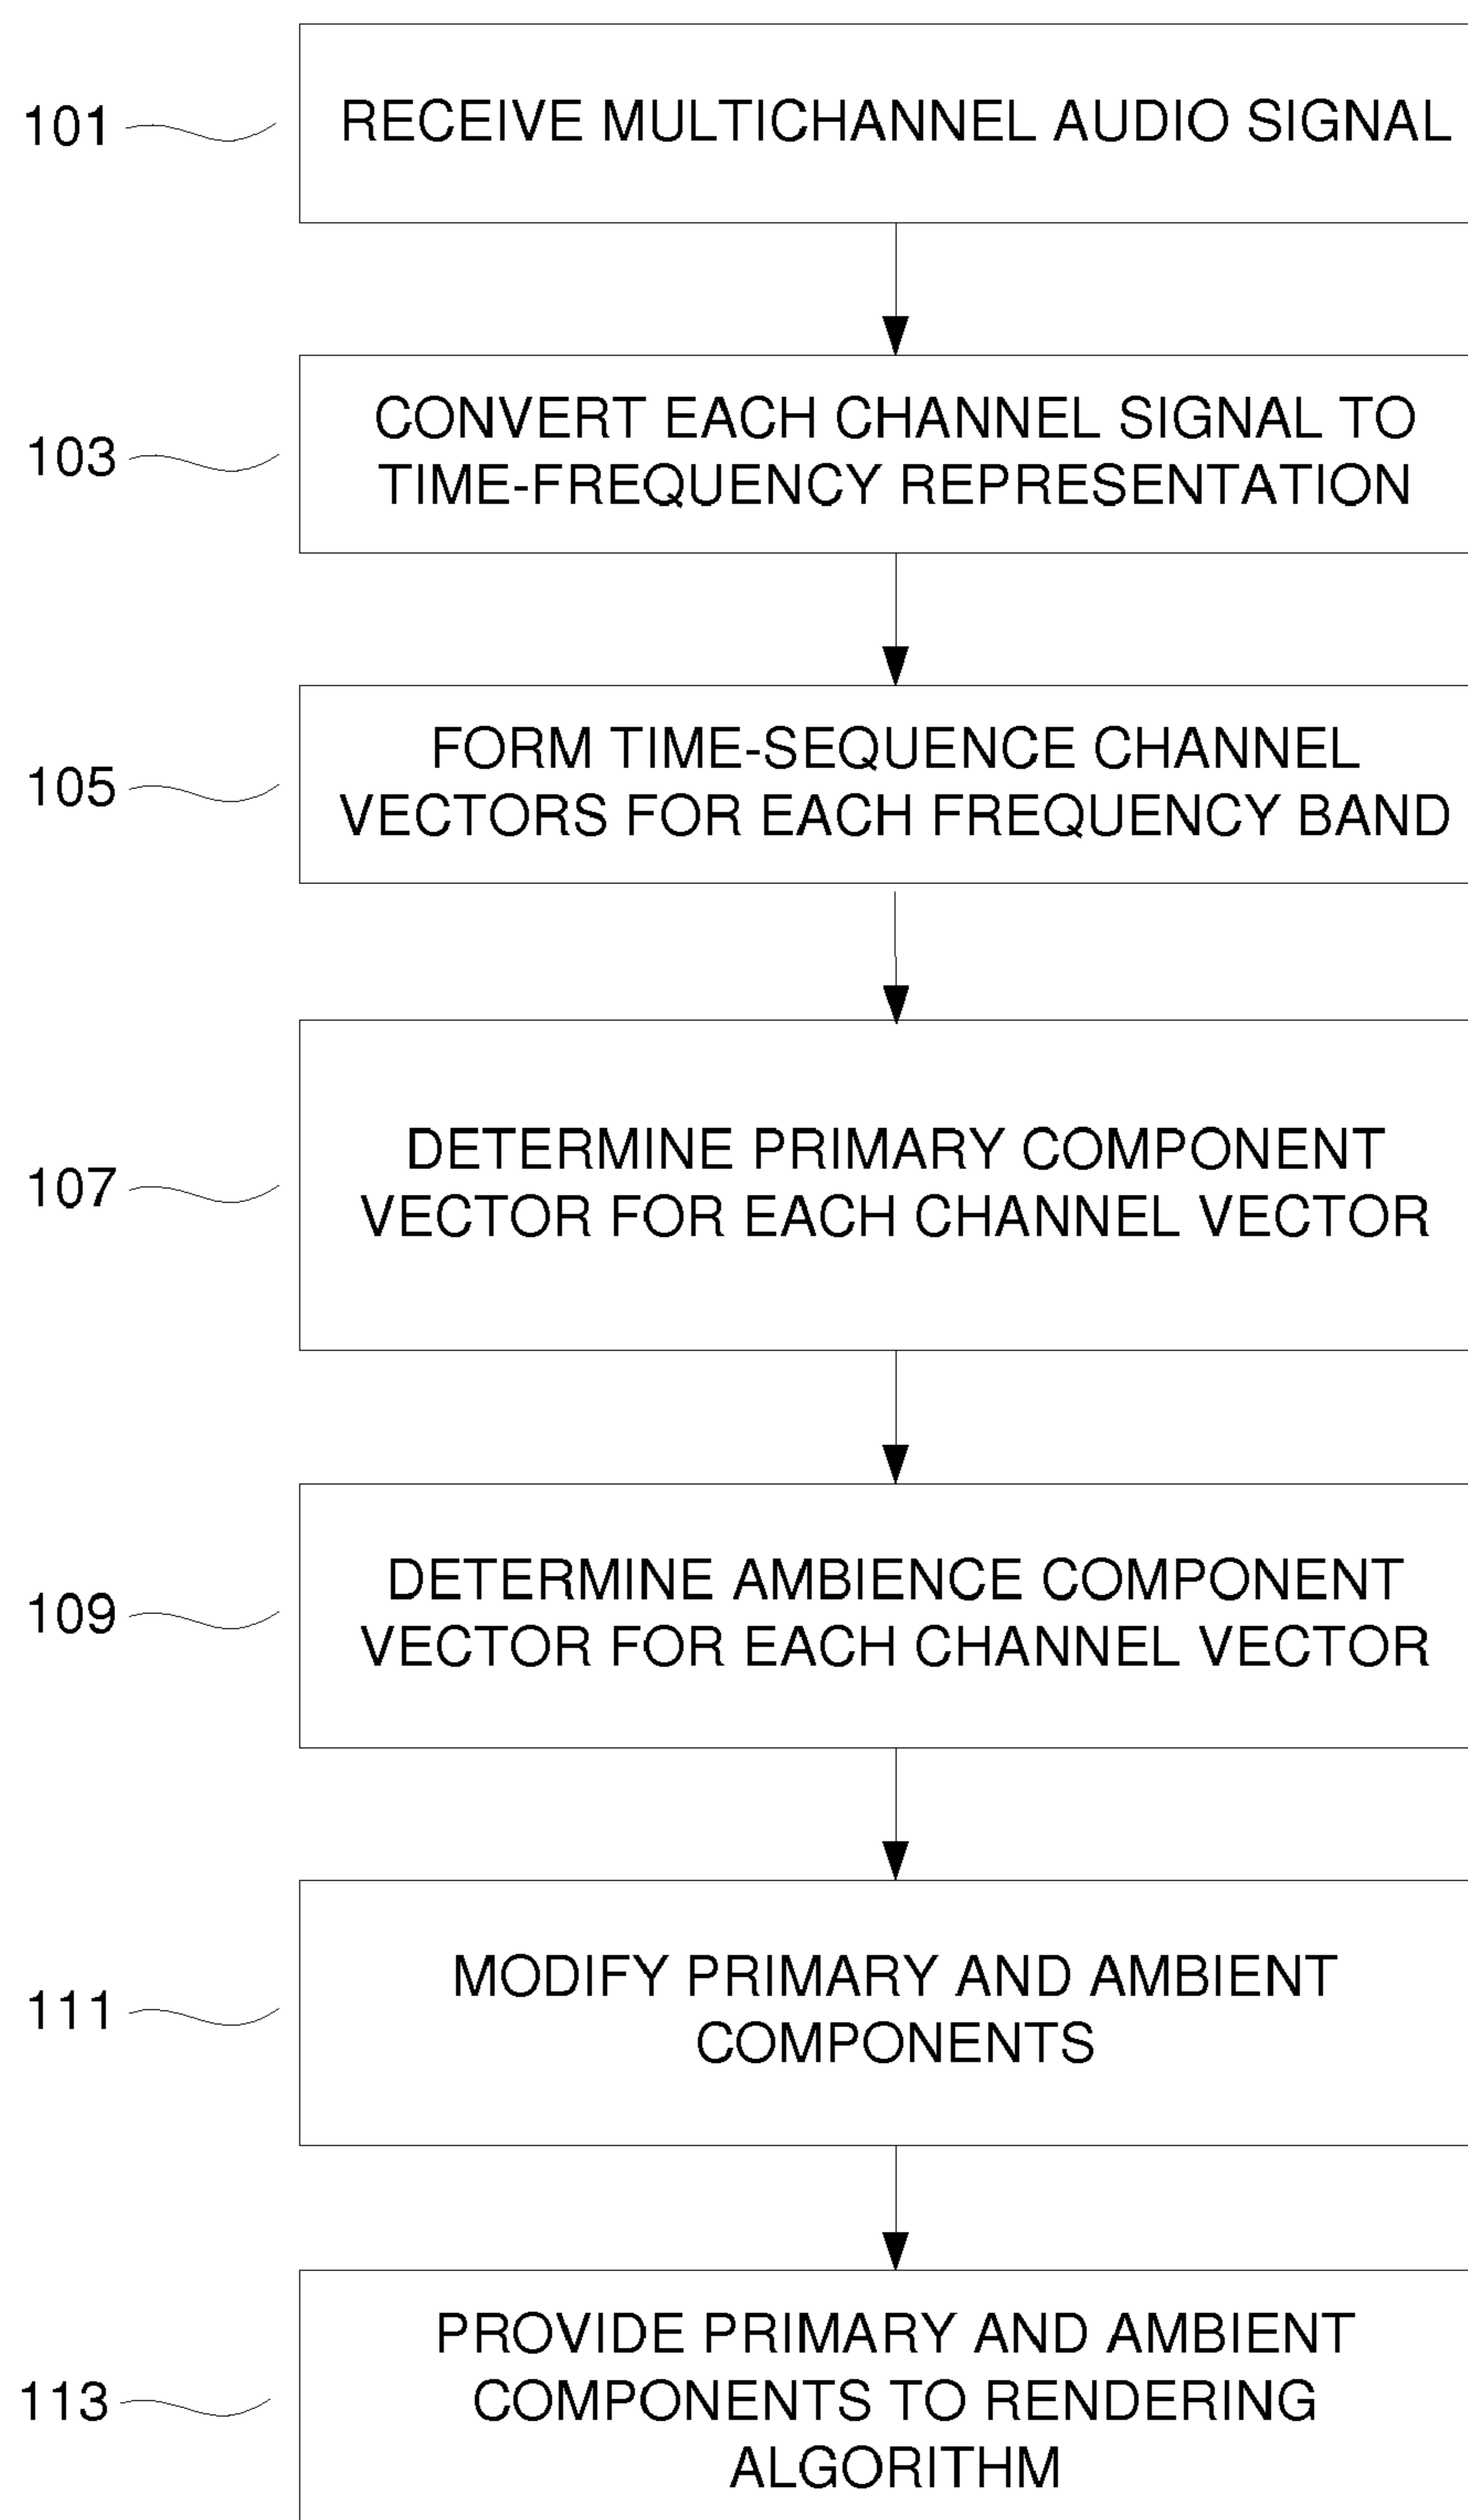 101
RECEIVE MULTICHANNEL AUDIO SIGNAL
103
CONVERT EACH CHANNEL SIGNAL TO
TIME-FREQUENCY REPRESENTATION
105
FORM TIME-SEQUENCE CHANNEL
VECTORS FOR EACH FREQUENCY BAND
107
DETERMINE PRIMARY COMPONENT
VECTOR FOR EACH CHANNEL VECTOR
109
DETERMINE AMBIENCE COMPONENT
VECTOR FOR EACH CHANNEL VECTOR
111
MODIFY PRIMARY AND AMBIENT
COMPONENTS
113
PROVIDE PRIMARY AND AMBIENT
COMPONENTS TO RENDERING
ALGORITHM